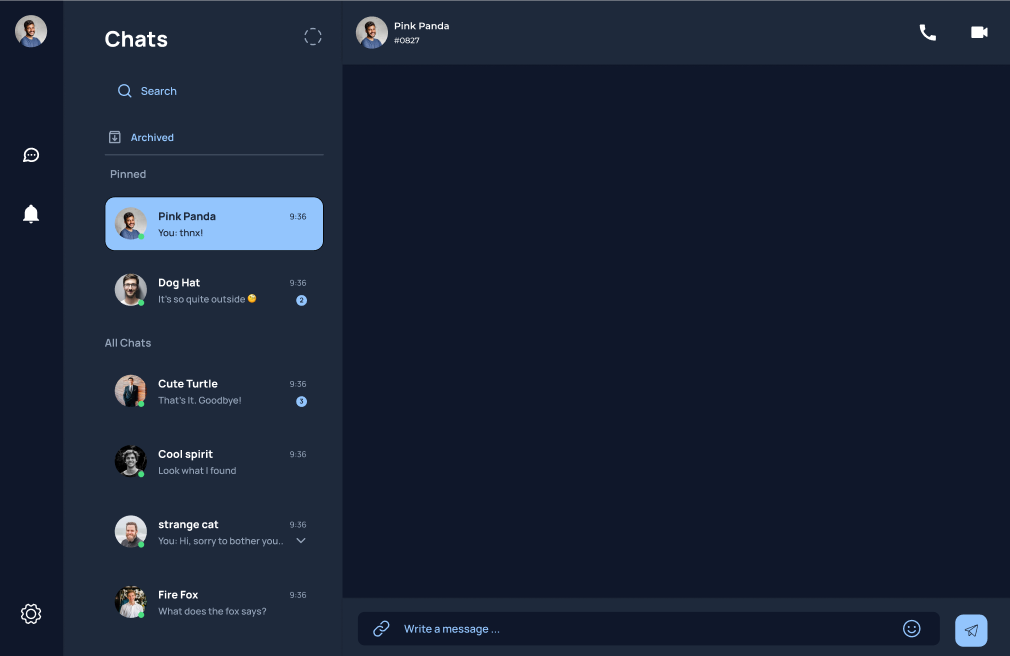 Chats
Search
Archived
Pinned
Pink Panda 9:36
You: thnx!
Dog Hat 9:36
It's so quite outside 🤒
2
All Chats
Cute Turtle 9:36
That's It. Goodbye!
3
Cool spirit 9:36
Look what I found
strange cat 9:36
You: Hi, sorry to bother you..
Fire Fox 9:36
What does the fox says?
Pink Panda
#0827
Write a message ...